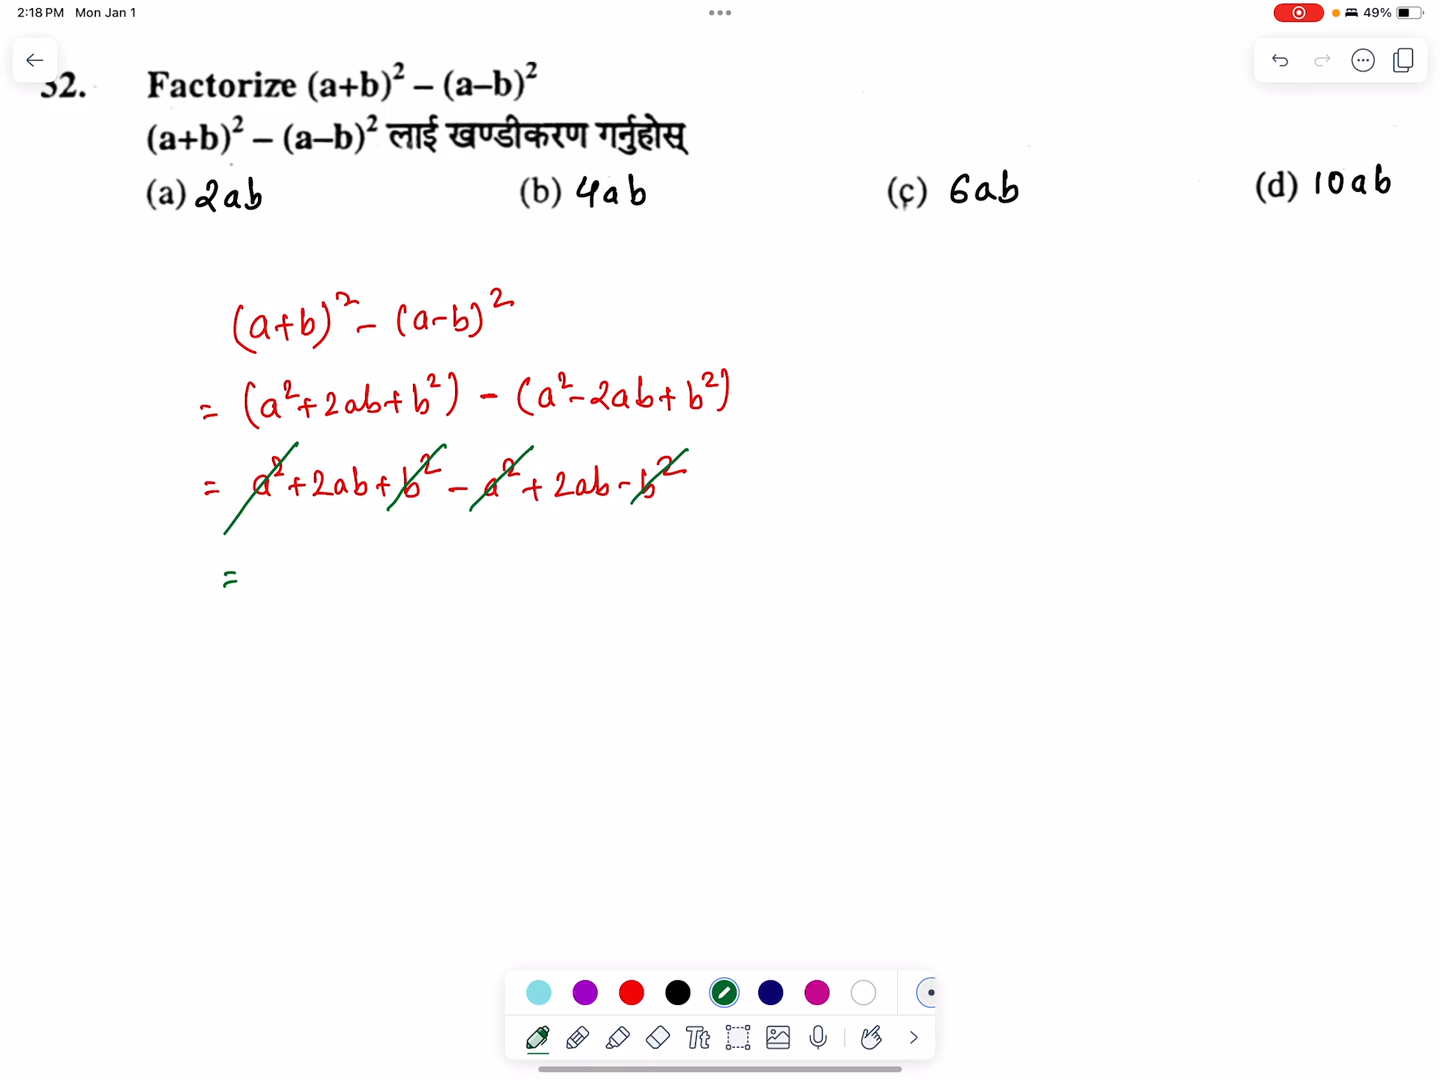 2:18 PM Mon Jan 1
49%
32. Factorize (a+b)² – (a–b)²
(a+b)² – (a–b)² लाई खण्डीकरण गर्नुहोस्
(a) 2ab (b) 4ab (c) 6ab (d) 10ab
(a+b)² - (a-b)²
= (a²+2ab+b²) - (a²-2ab+b²)
= a²+2ab+b² - a²+2ab-b²
=
Tt